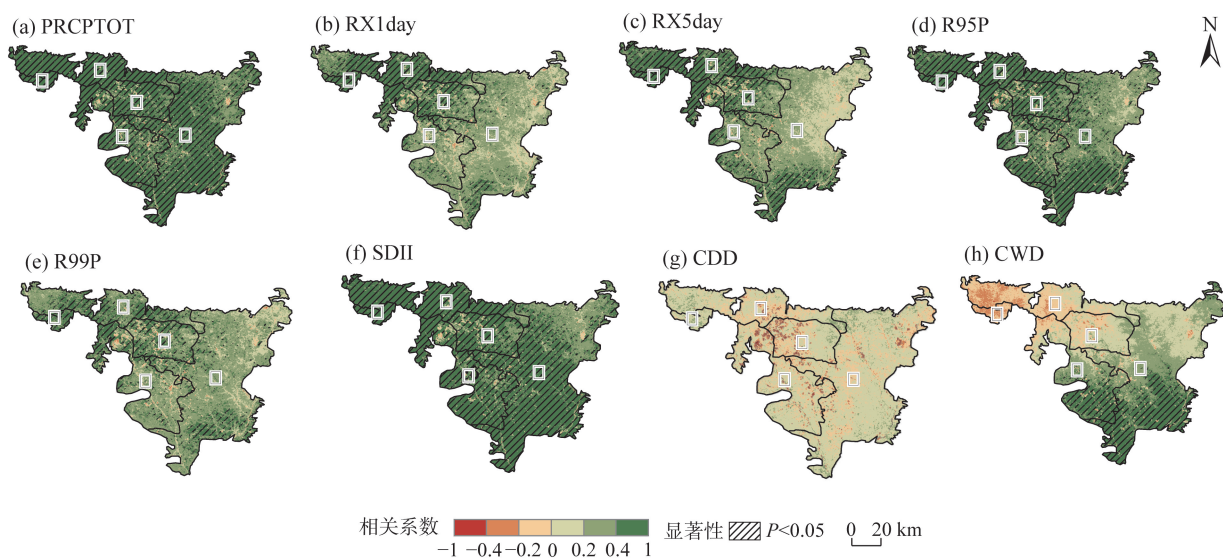 (a) PRCPTOT
(b) RX1day
(c) RX5day
(d) R95P
N
(e) R99P
(f) SDII
(g) CDD
(h) CWD
相关系数
−1 −0.4 −0.2 0 0.2 0.4 1
显著性 P<0.05
0 20 km